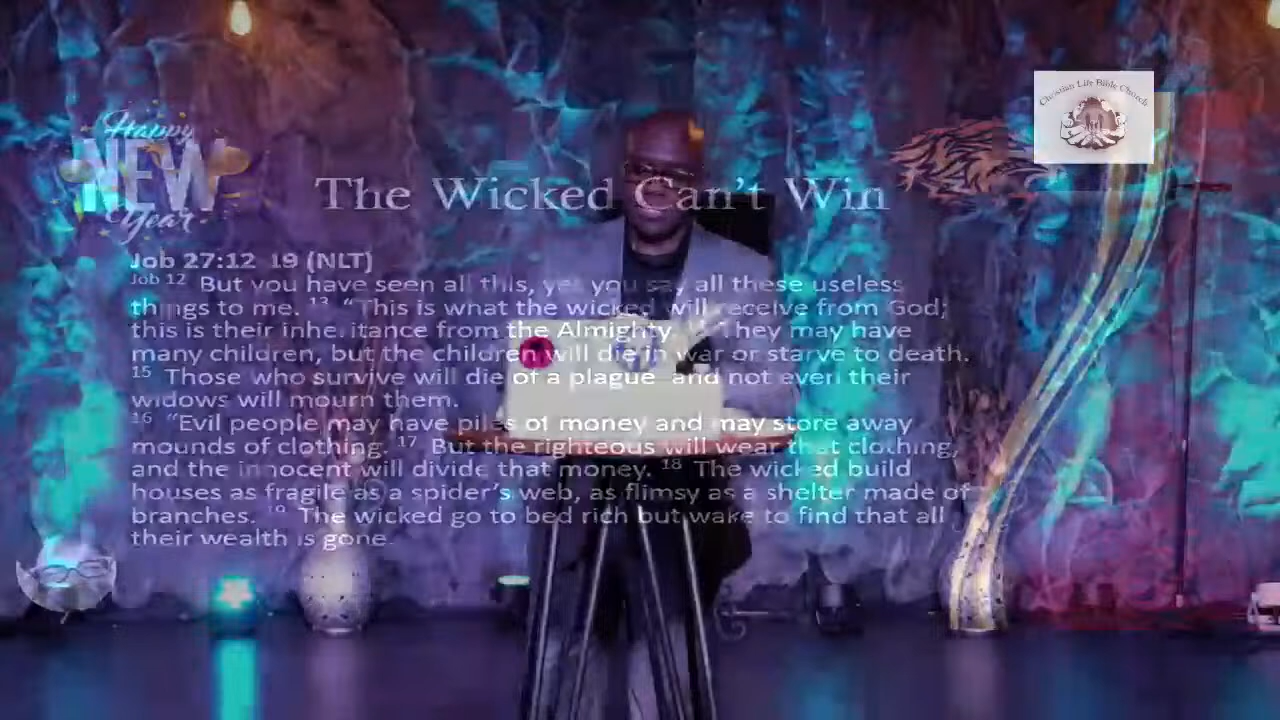 Christian Life Bible Church
Happy
NEW
Year
The Wicked Can't Win
Job 27:12 19 (NLT)
Job 12 But you have seen all this, yet you say all these useless
things to me. 13 "This is what the wicked will receive from God;
this is their inheritance from the Almighty. They may have
many children, but the children will die in war or starve to death.
15 Those who survive will die of a plague and not even their
widows will mourn them.
16 "Evil people may have piles of money and may store away
mounds of clothing. 17 But the righteous will wear that clothing,
and the innocent will divide that money. 18 The wicked build
houses as fragile as a spider's web, as flimsy as a shelter made of
branches. 19 The wicked go to bed rich but wake to find that all
their wealth is gone.